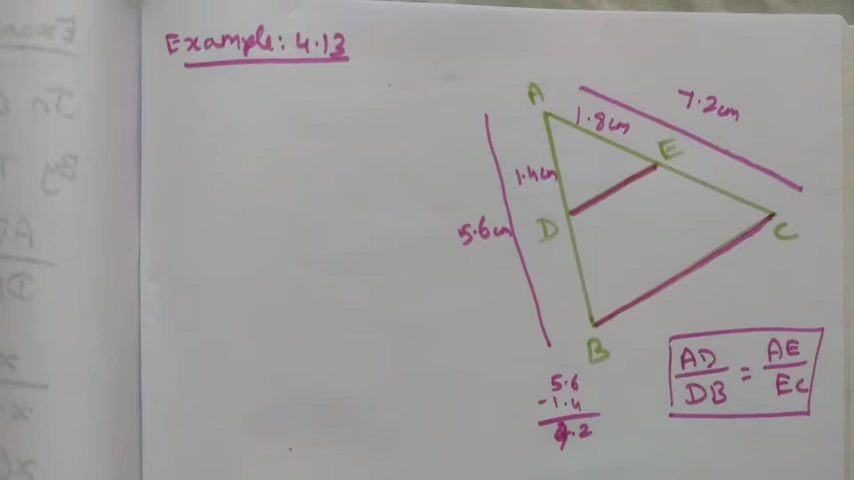 Example: 4.13
A
7.2cm
1.8cm
E
1.4cm
D
5.6cm
C
B
AD/DB = AE/EC
5.6
-1.4
4.2